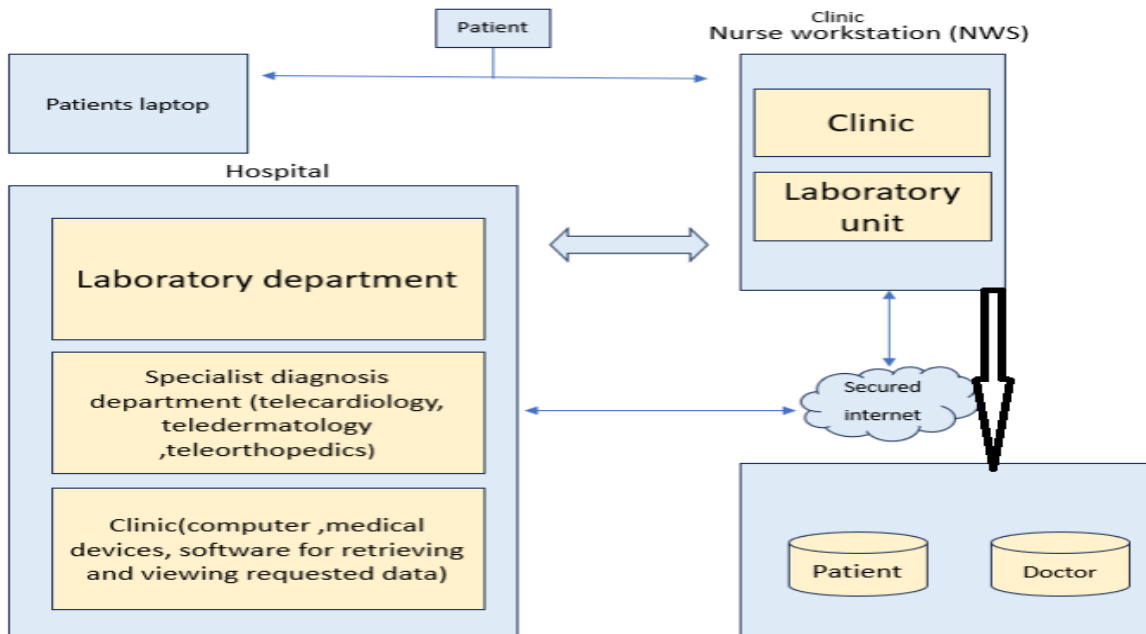 Patient
Clinic
Nurse workstation (NWS)
Patients laptop
Clinic
Laboratory
unit
Hospital
Laboratory department
Specialist diagnosis
department (telecardiology,
teledermatology
,teleorthopedics)
Clinic(computer ,medical
devices, software for retrieving
and viewing requested data)
Secured
internet
Patient
Doctor